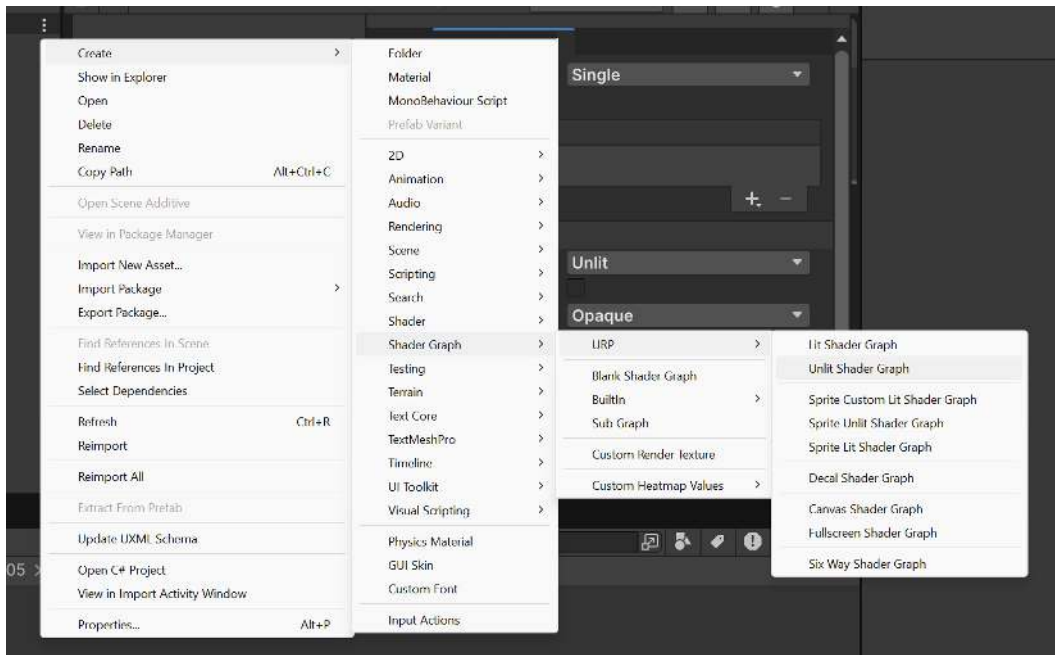 Create
Show in Explorer
Open
Delete
Rename
Copy Path Alt+Ctrl+C
Open Scene Additive
View in Package Manager
Import New Asset...
Import Package
Export Package...
Find References In Scene
Find References In Project
Select Dependencies
Refresh Ctrl+R
Reimport
Reimport All
Extract From Prefab
Update UXML Schema
Open C# Project
View in Import Activity Window
Properties... Alt+P
Folder
Material
MonoBehaviour Script
Prefab Variant
2D
Animation
Audio
Rendering
Scene
Scripting
Search
Shader
Shader Graph
Testing
Terrain
Text Core
TextMeshPro
Timeline
UI Toolkit
Visual Scripting
Physics Material
GUI Skin
Custom Font
Input Actions
Single
Unlit
Opaque
URP
Blank Shader Graph
BuiltIn
Sub Graph
Custom Render Texture
Custom Heatmap Values
Lit Shader Graph
Unlit Shader Graph
Sprite Custom Lit Shader Graph
Sprite Unlit Shader Graph
Sprite Lit Shader Graph
Decal Shader Graph
Canvas Shader Graph
Fullscreen Shader Graph
Six Way Shader Graph
05